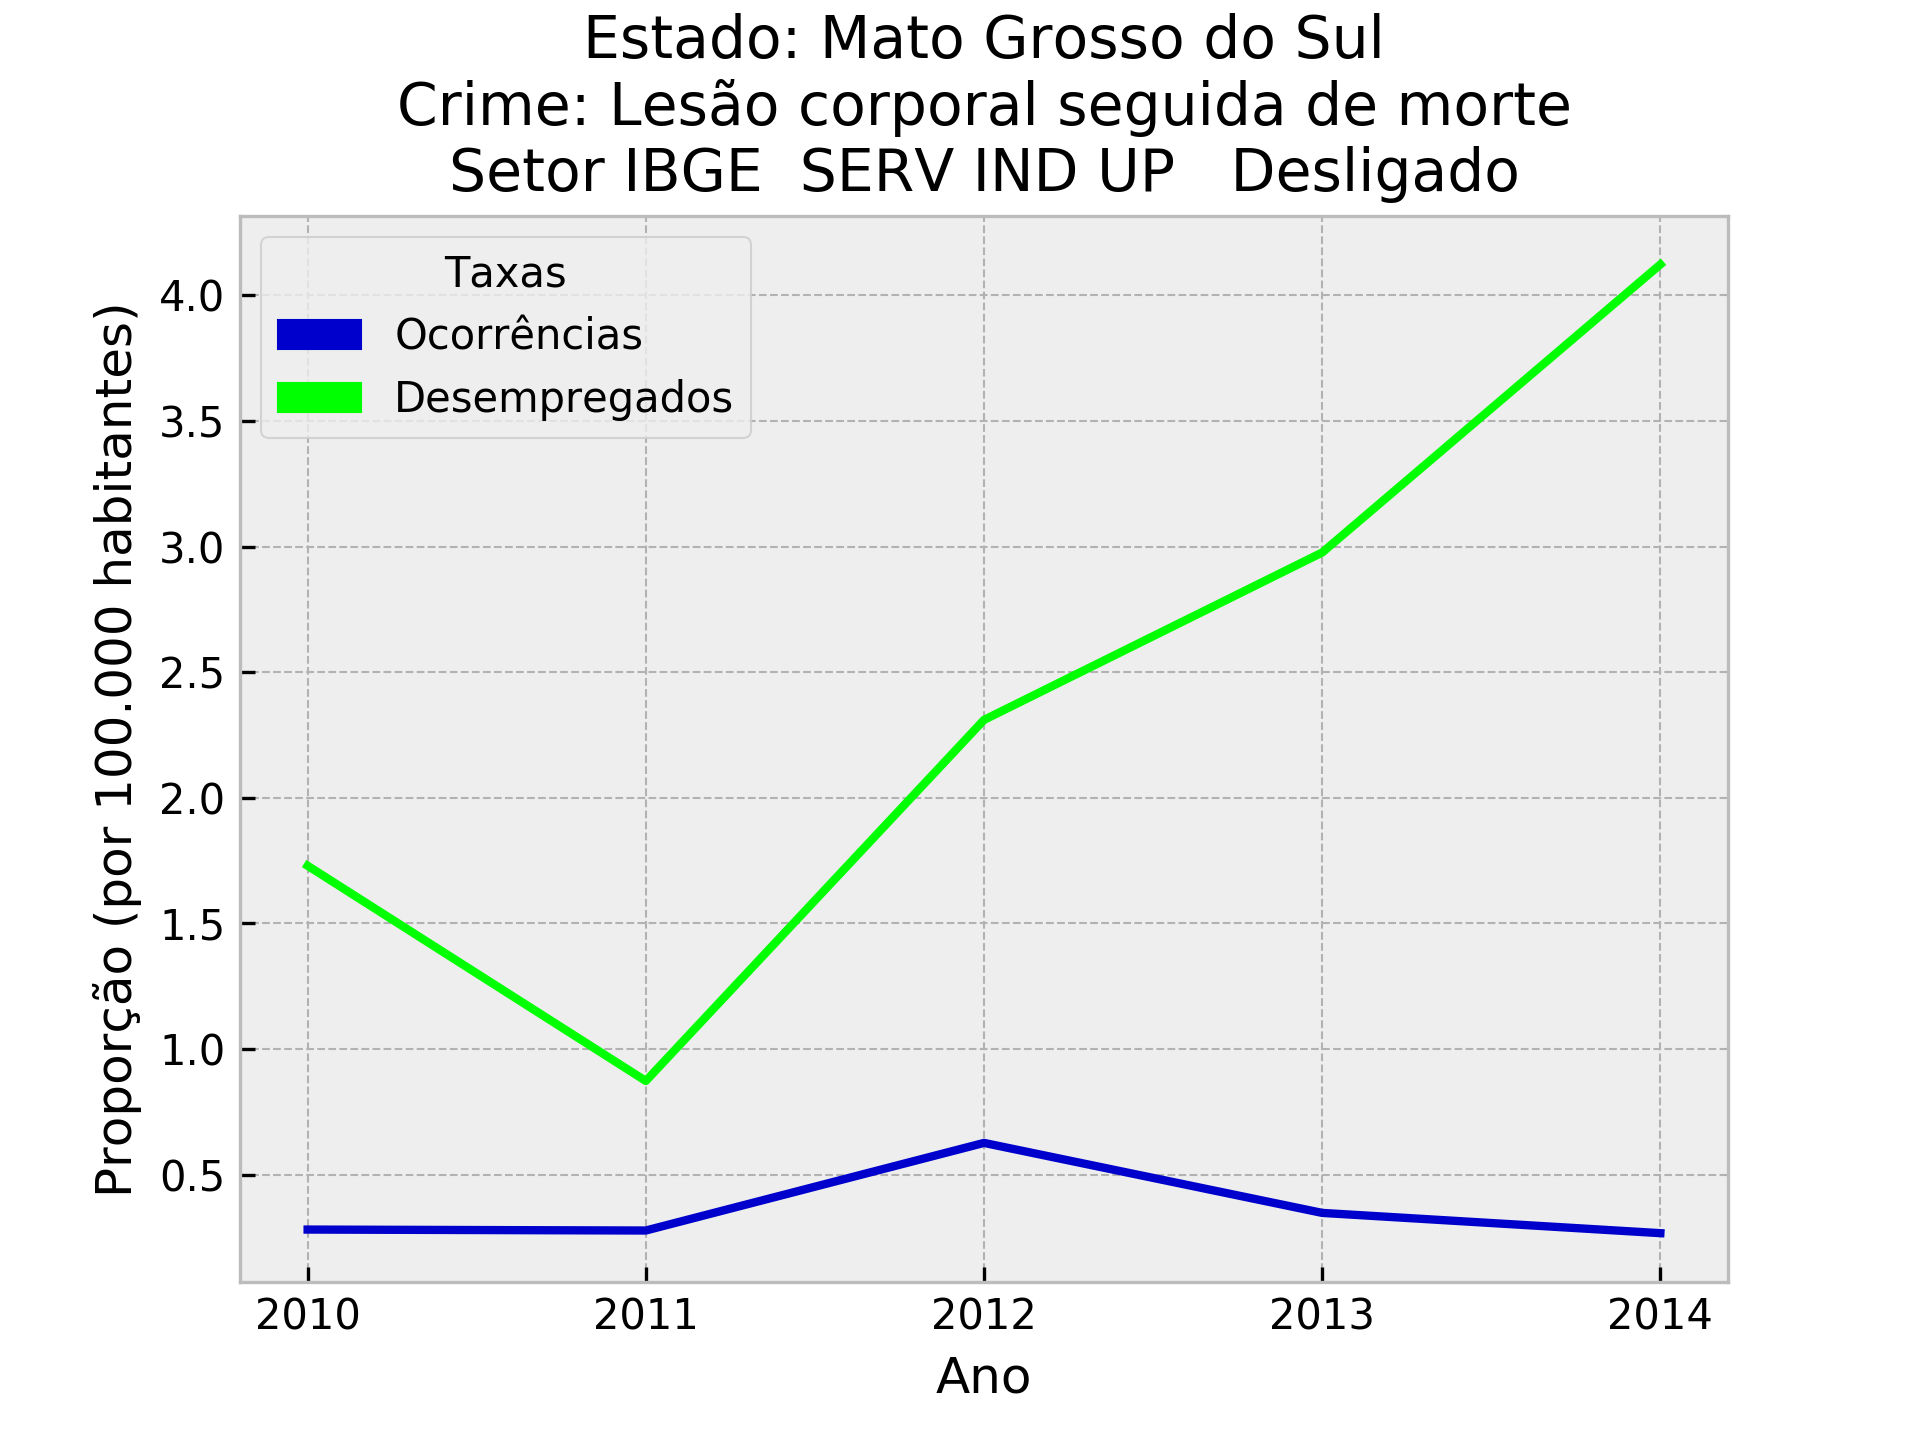 Estado: Mato Grosso do Sul
Crime: Lesão corporal seguida de morte
Setor IBGE  SERV IND UP   Desligado
Taxas
Ocorrências
Desempregados
Proporção (por 100.000 habitantes)
4.0
3.5
3.0
2.5
2.0
1.5
1.0
0.5
2010 2011 2012 2013 2014
Ano